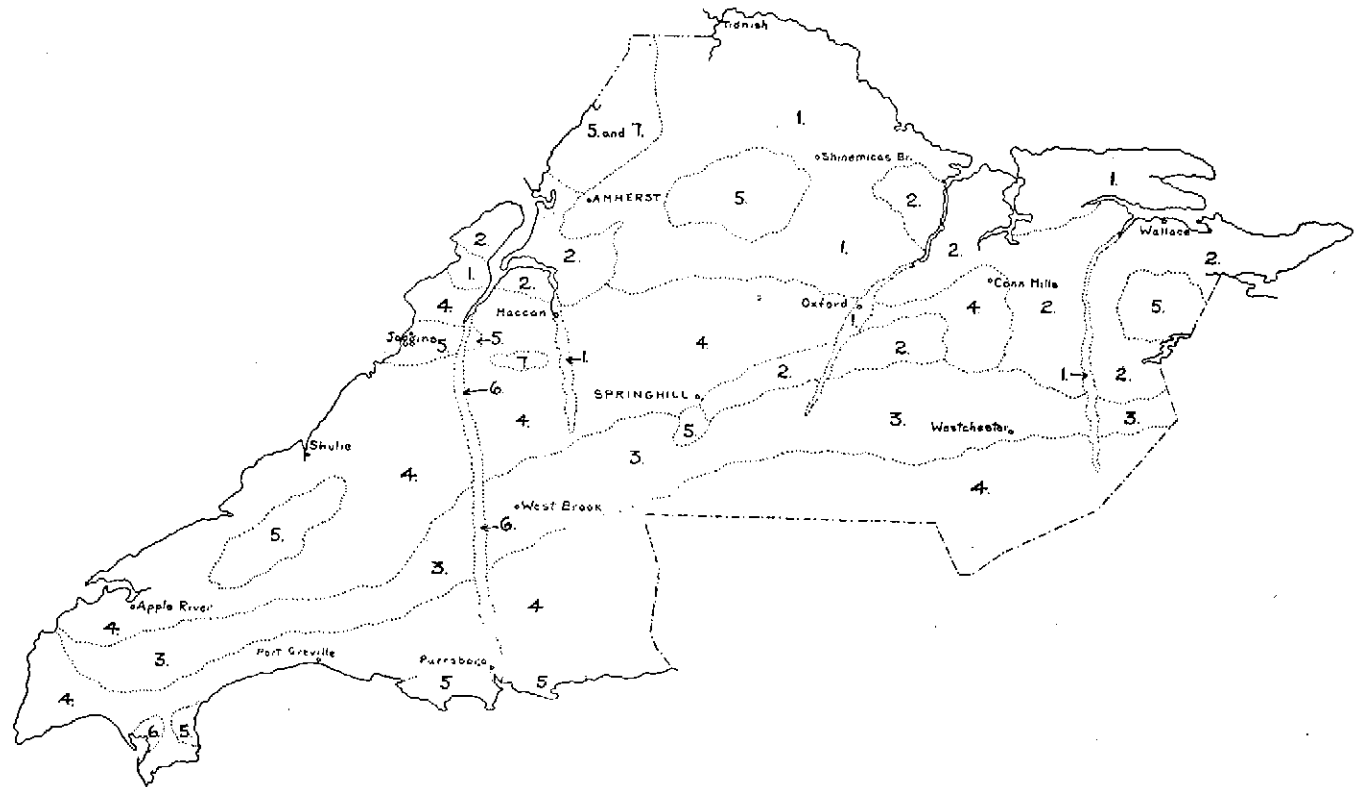 Tidnish
1.
5. and 7.
Shinemicas Br.
1.
AMHERST
5.
2.
Wallace
2.
2.
2.
1.
1.
2.
2.
Conn Mills
4.
2.
5.
4.
Maccan
Oxford
1.
Joggins
5.
5.
7.
1.
4.
2.
2.
1.
2.
6.
SPRINGHILL
4.
5.
3.
Westchester
3.
Shulie
4.
3.
4.
West Brook
5.
6.
3.
4.
Apple River
4.
3.
Port Greville
Parrsboro
5
5.
4.
6.
5.